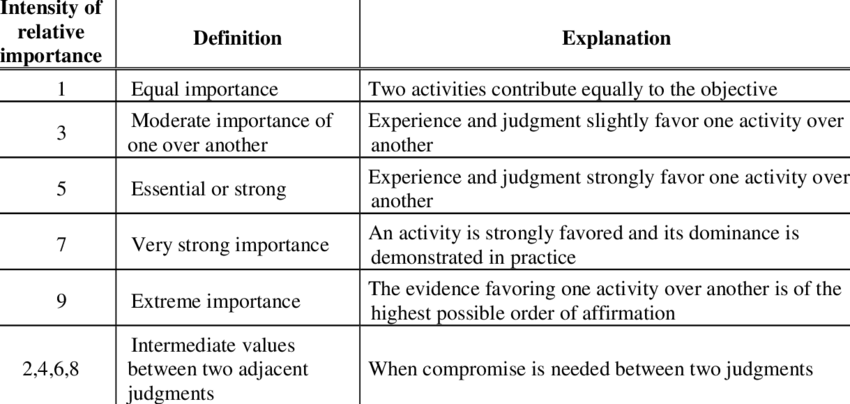 Intensity of
relative
importance
Definition
Explanation
1
Equal importance
Two activities contribute equally to the objective
3
Moderate importance of
one over another
Experience and judgment slightly favor one activity over
another
5
Essential or strong
Experience and judgment strongly favor one activity over
another
7
Very strong importance
An activity is strongly favored and its dominance is
demonstrated in practice
9
Extreme importance
The evidence favoring one activity over another is of the
highest possible order of affirmation
2,4,6,8
Intermediate values
between two adjacent
judgments
When compromise is needed between two judgments